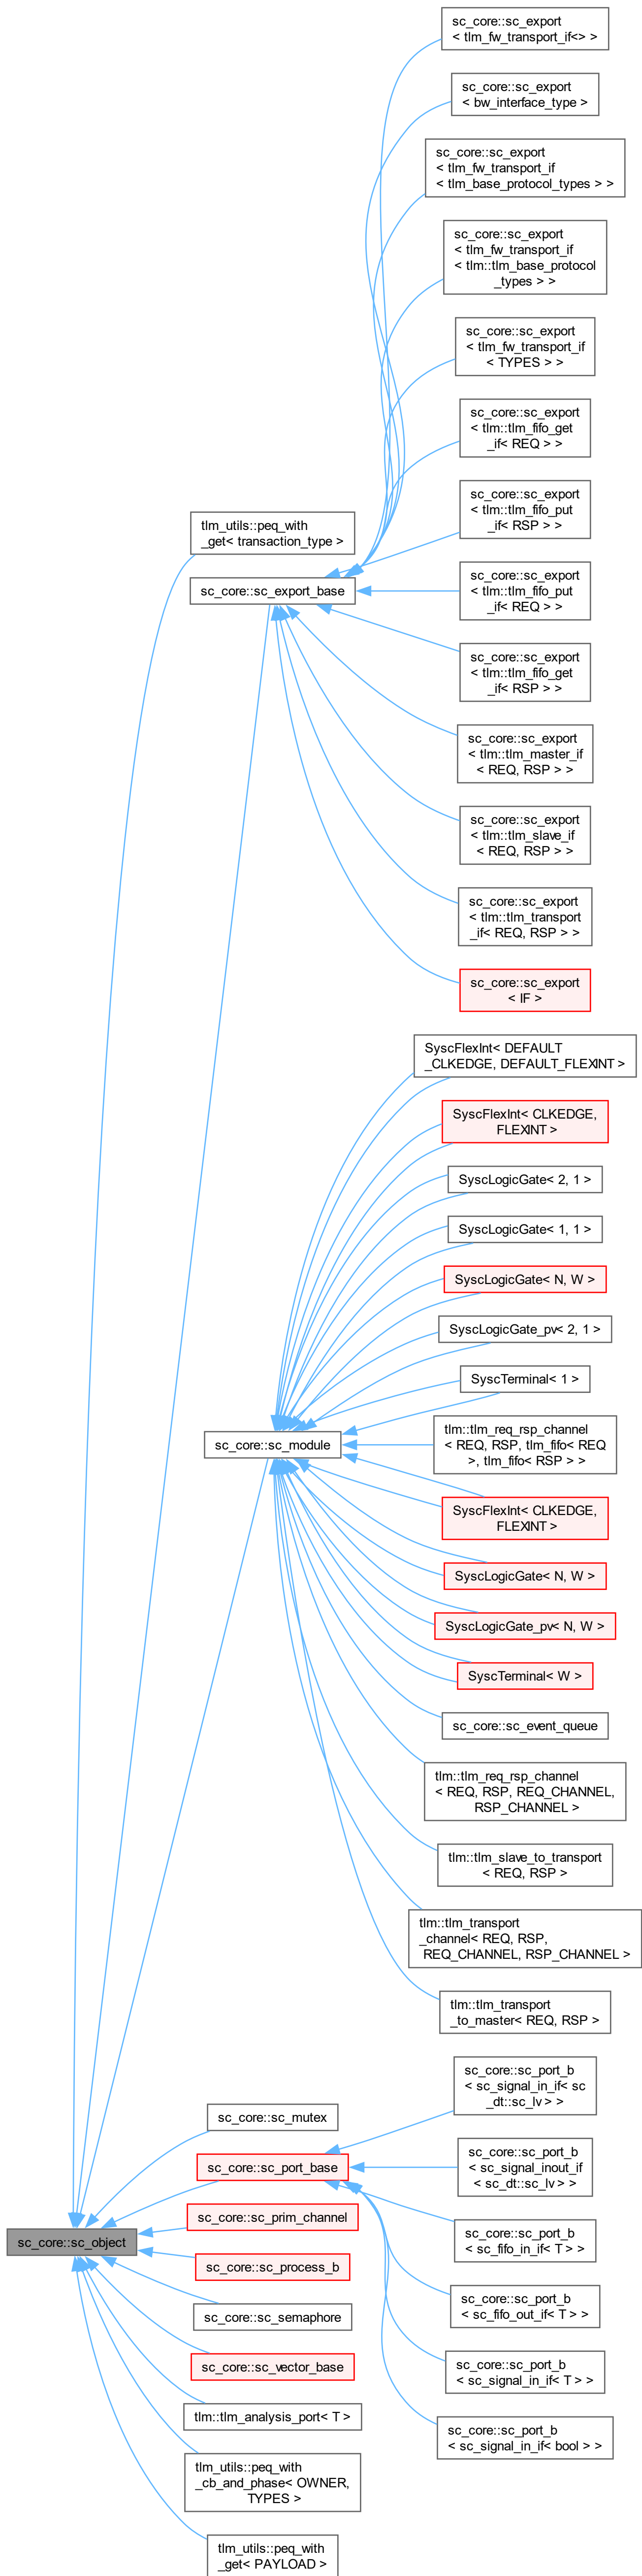 sc_core::sc_export
< tlm_fw_transport_if<> >
sc_core::sc_export
< bw_interface_type >
sc_core::sc_export
< tlm_fw_transport_if
< tlm_base_protocol_types > >
sc_core::sc_export
< tlm_fw_transport_if
< tlm::tlm_base_protocol
_types > >
sc_core::sc_export
< tlm_fw_transport_if
< TYPES > >
sc_core::sc_export
< tlm::tlm_fifo_get
_if< REQ > >
sc_core::sc_export
< tlm::tlm_fifo_put
_if< RSP > >
tlm_utils::peq_with
_get< transaction_type >
sc_core::sc_export_base
sc_core::sc_export
< tlm::tlm_fifo_put
_if< REQ > >
sc_core::sc_export
< tlm::tlm_fifo_get
_if< RSP > >
sc_core::sc_export
< tlm::tlm_master_if
< REQ, RSP > >
sc_core::sc_export
< tlm::tlm_slave_if
< REQ, RSP > >
sc_core::sc_export
< tlm::tlm_transport
_if< REQ, RSP > >
sc_core::sc_export
< IF >
SyscFlexInt< DEFAULT
_CLKEDGE, DEFAULT_FLEXINT >
SyscFlexInt< CLKEDGE,
FLEXINT >
SyscLogicGate< 2, 1 >
SyscLogicGate< 1, 1 >
SyscLogicGate< N, W >
SyscLogicGate_pv< 2, 1 >
SyscTerminal< 1 >
sc_core::sc_module
tlm::tlm_req_rsp_channel
< REQ, RSP, tlm_fifo< REQ
>, tlm_fifo< RSP > >
SyscFlexInt< CLKEDGE,
FLEXINT >
SyscLogicGate< N, W >
SyscLogicGate_pv< N, W >
SyscTerminal< W >
sc_core::sc_event_queue
tlm::tlm_req_rsp_channel
< REQ, RSP, REQ_CHANNEL,
RSP_CHANNEL >
tlm::tlm_slave_to_transport
< REQ, RSP >
tlm::tlm_transport
_channel< REQ, RSP,
REQ_CHANNEL, RSP_CHANNEL >
tlm::tlm_transport
_to_master< REQ, RSP >
sc_core::sc_port_b
< sc_signal_in_if< sc
_dt::sc_lv > >
sc_core::sc_mutex
sc_core::sc_port_base
sc_core::sc_port_b
< sc_signal_inout_if
< sc_dt::sc_lv > >
sc_core::sc_prim_channel
sc_core::sc_object
sc_core::sc_port_b
< sc_fifo_in_if< T > >
sc_core::sc_process_b
sc_core::sc_semaphore
sc_core::sc_port_b
< sc_fifo_out_if< T > >
sc_core::sc_vector_base
sc_core::sc_port_b
< sc_signal_in_if< T > >
tlm::tlm_analysis_port< T >
sc_core::sc_port_b
< sc_signal_in_if< bool > >
tlm_utils::peq_with
_cb_and_phase< OWNER,
TYPES >
tlm_utils::peq_with
_get< PAYLOAD >